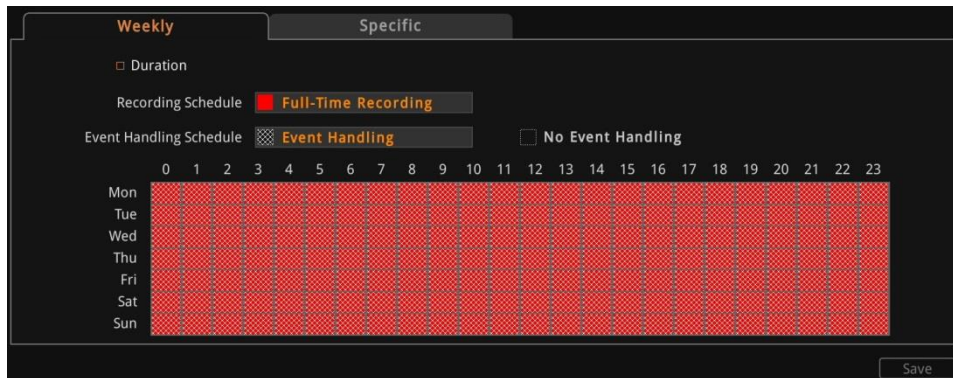 Weekly Specific
Duration
Recording Schedule Full-Time Recording
Event Handling Schedule Event Handling No Event Handling
0 1 2 3 4 5 6 7 8 9 10 11 12 13 14 15 16 17 18 19 20 21 22 23
Mon
Tue
Wed
Thu
Fri
Sat
Sun
Save